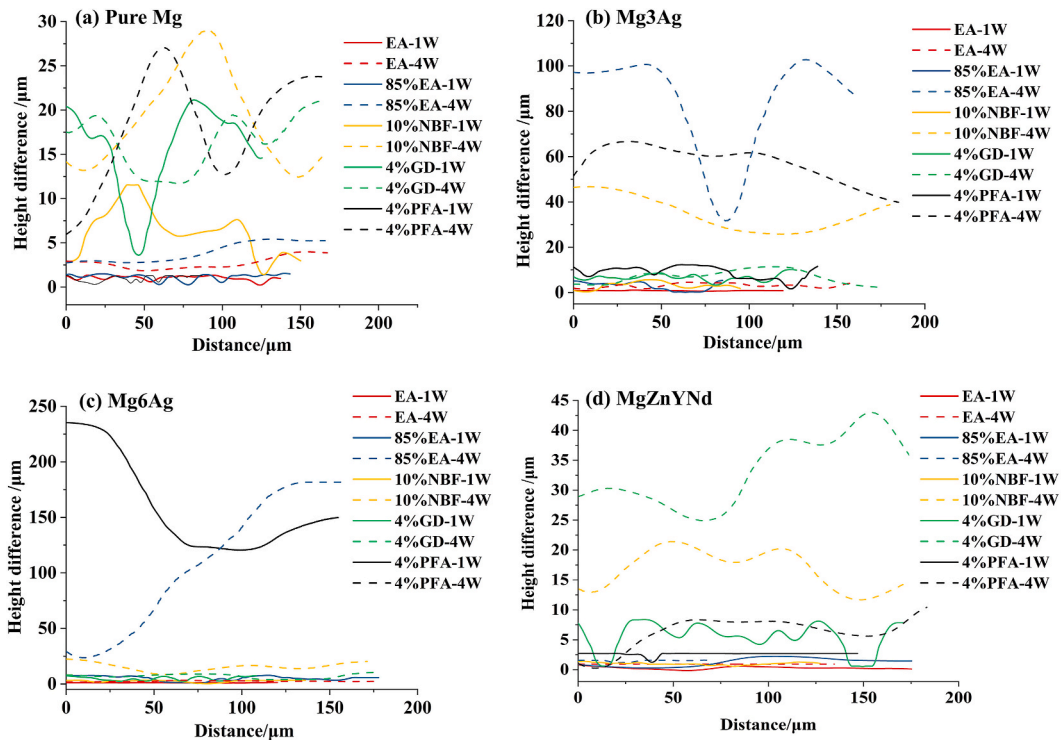 (a) Pure Mg
Height difference /μm
30
25
20
15
10
5
0
0
50
100
150
200
250
Distance/μm
EA-1W
EA-4W
85%EA-1W
85%EA-4W
10%NBF-1W
10%NBF-4W
4%GD-1W
4%GD-4W
4%PFA-1W
4%PFA-4W
(b) Mg3Ag
Height difference /μm
120
100
80
60
40
20
0
0
50
100
150
200
Distance/μm
EA-1W
EA-4W
85%EA-1W
85%EA-4W
10%NBF-1W
10%NBF-4W
4%GD-1W
4%GD-4W
4%PFA-1W
4%PFA-4W
(c) Mg6Ag
Height difference /μm
250
200
150
100
50
0
0
50
100
150
200
Distance/μm
EA-1W
EA-4W
85%EA-1W
85%EA-4W
10%NBF-1W
10%NBF-4W
4%GD-1W
4%GD-4W
4%PFA-1W
4%PFA-4W
(d) MgZnYNd
Height difference /μm
45
40
35
30
25
20
15
10
5
0
0
50
100
150
200
Distance/μm
EA-1W
EA-4W
85%EA-1W
85%EA-4W
10%NBF-1W
10%NBF-4W
4%GD-1W
4%GD-4W
4%PFA-1W
4%PFA-4W